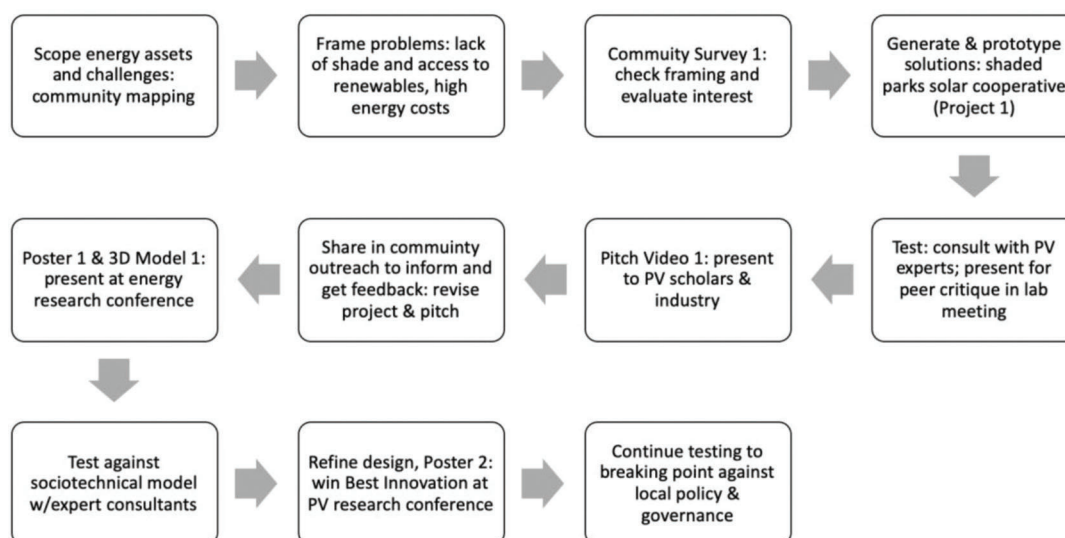 Scope energy assets
and challenges:
community mapping
Frame problems: lack
of shade and access to
renewables, high
energy costs
Commuity Survey 1:
check framing and
evaluate interest
Generate & prototype
solutions: shaded
parks solar cooperative
(Project 1)
Test: consult with PV
experts; present for
peer critique in lab
meeting
Pitch Video 1: present
to PV scholars &
industry
Share in commuinty
outreach to inform and
get feedback: revise
project & pitch
Poster 1 & 3D Model 1:
present at energy
research conference
Test against
sociotechnical model
w/expert consultants
Refine design, Poster 2:
win Best Innovation at
PV research conference
Continue testing to
breaking point against
local policy &
governance